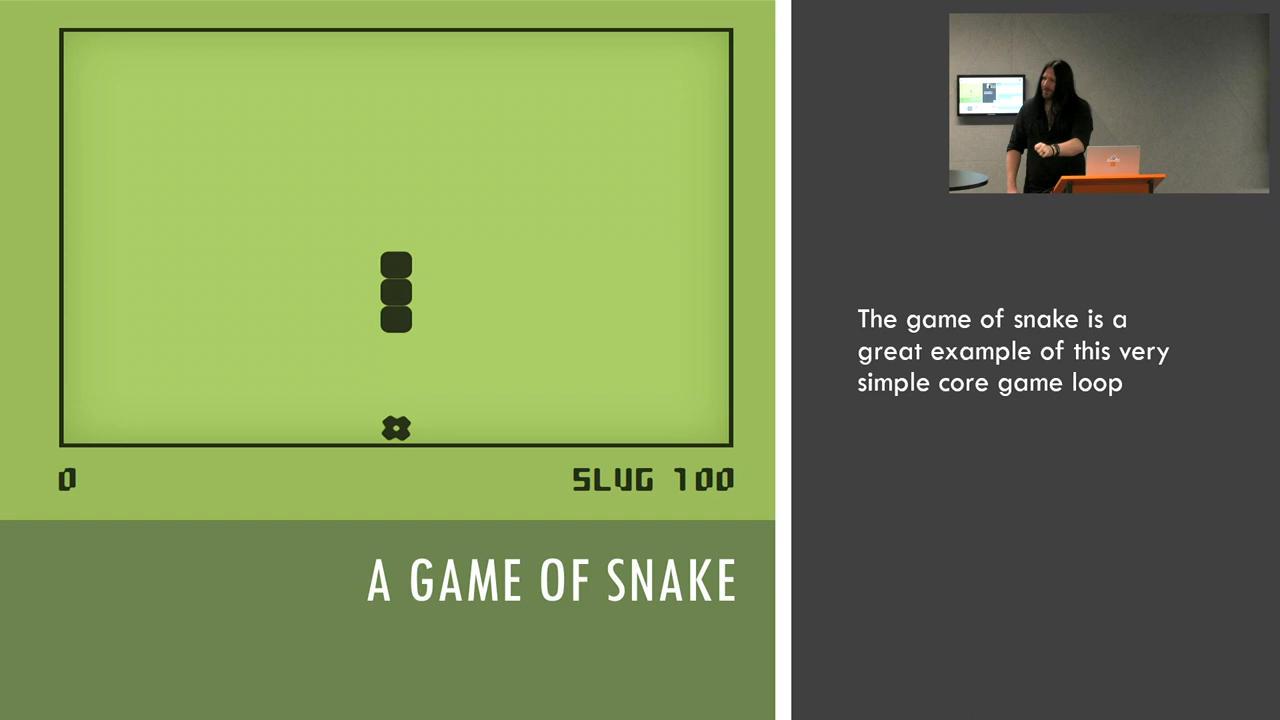 0
SLUG 100
A GAME OF SNAKE
The game of snake is a
great example of this very
simple core game loop